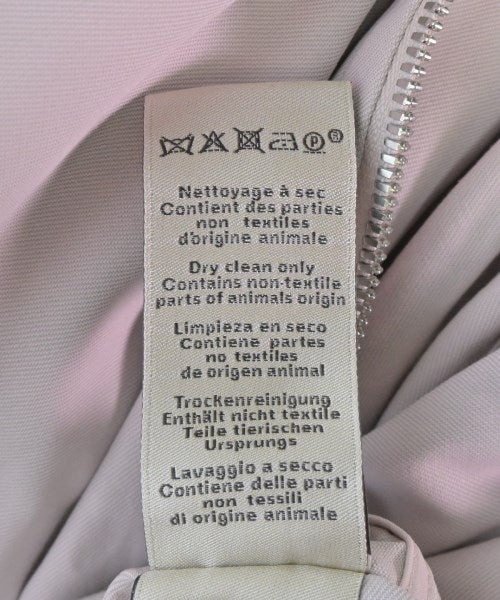 P ®
Nettoyage à sec
Contient des parties
non textiles
d'origine animale
Dry clean only
Contains non-textile
parts of animals origin
Limpieza en seco
Contiene partes
no textiles
de origen animal
Trockenreinigung
Enthält nicht textile
Teile tierischen
Ursprungs
Lavaggio a secco
Contiene delle parti
non tessili
di origine animale